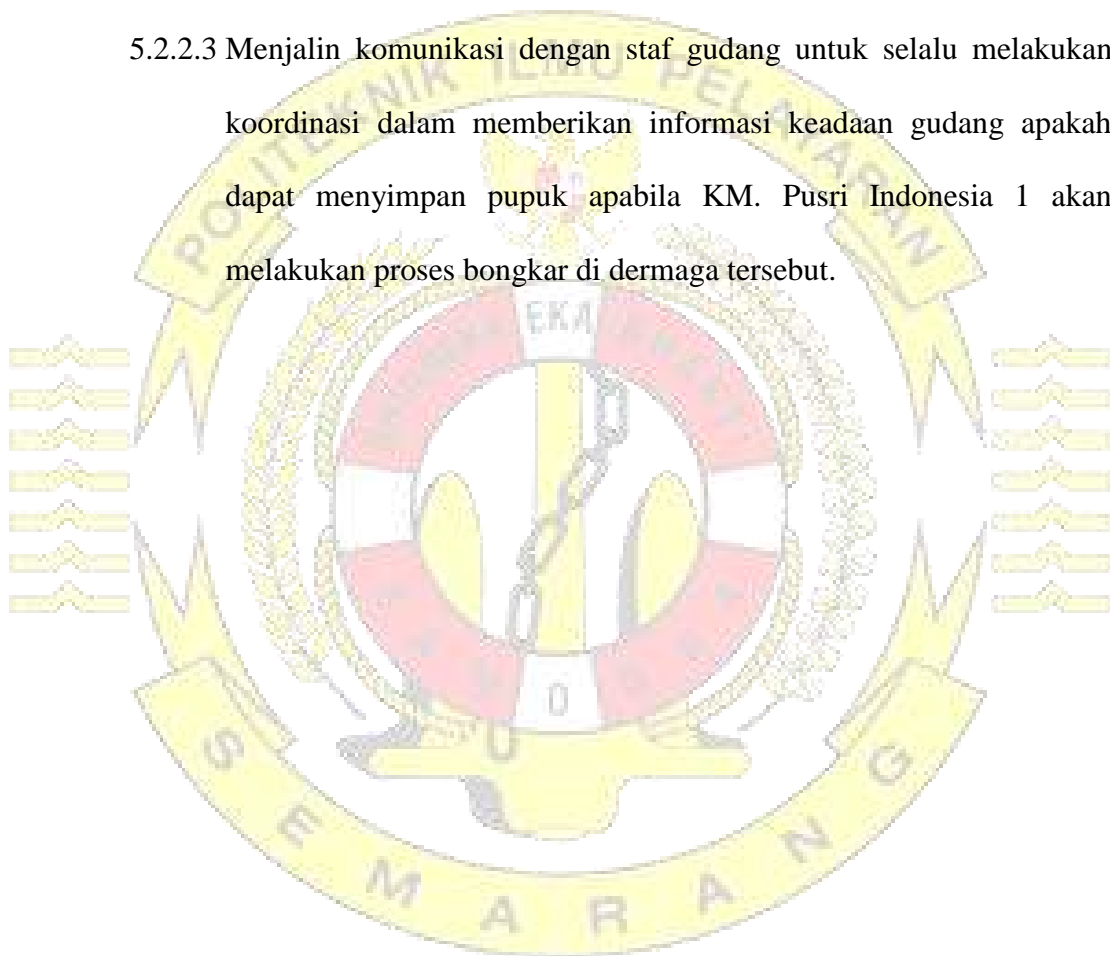 5.2.2.3 Menjalin komunikasi dengan staf gudang untuk selalu melakukan
koordinasi dalam memberikan informasi keadaan gudang apakah
dapat menyimpan pupuk apabila KM. Pusri Indonesia 1 akan
melakukan proses bongkar di dermaga tersebut.
POLITEKNIK ILMU PELAYARAN
EKA
SEMARANG